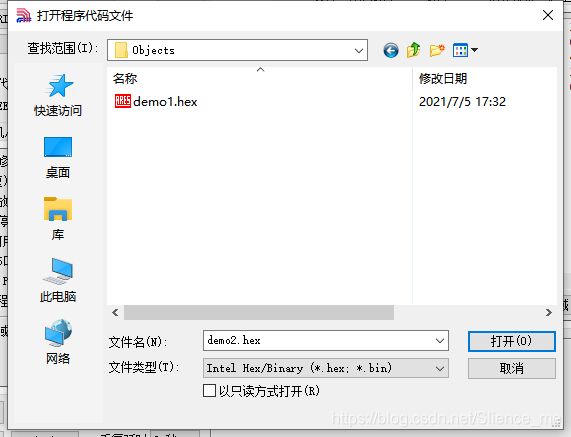 打开程序代码文件
查找范围(I):
Objects
名称
修改日期
demo1.hex
2021/7/5 17:32
快速访问
桌面
库
此电脑
网络
文件名(N):
demo2.hex
打开(O)
文件类型(T):
Intel Hex/Binary (*.hex; *.bin)
取消
以只读方式打开(R)
https://blog.csdn.net/Slience_me